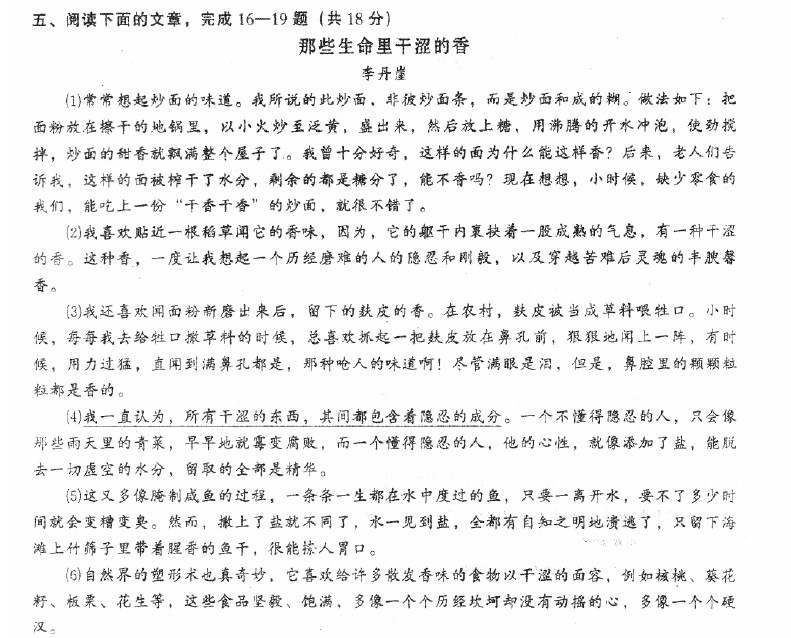 五、阅读下面的文章，完成16—19题（共18分）
那些生命里干涩的香
李丹崖
⑴常常想起炒面的味道。我所说的此炒面，非彼炒面条，而是炒面和成的糊。做法如下：把
面粉放在擦干的地锅里，以小火炒至泛黄，盛出来，然后放上糖，用沸腾的开水冲泡，使劲搅
拌，炒面的甜香就飘满整个屋子了。我曾十分好奇，这样的面为什么能这样香？后来，老人们告
诉我，这样的面被榨干了水分，剩余的都是糖分了，能不香吗？现在想想，小时候，缺少零食的
我们，能吃上一份“干香干香”的炒面，就很不错了。
⑵我喜欢贴近一根稻草闻它的香味，因为，它的躯干内裹挟着一股成熟的气息，有一种干涩
的香。这种香，一度让我想起一个历经磨难的人的隐忍和刚毅，以及穿越苦难后灵魂的丰腴馨
香。
⑶我还喜欢闻面粉新磨出来后，留下的麸皮的香。在农村，麸皮被当成草料喂牲口。小时
候，每每我去给牲口撒草料的时候，总喜欢抓起一把麸皮放在鼻孔前，狠狠地闻上一阵，有时
候，用力过猛，直闻到满鼻孔都是，那种呛人的味道啊！尽管满眼是泪，但是，鼻腔里的颗颗粒
粒都是香的。
⑷我一直认为，所有干涩的东西，其间都包含着隐忍的成分。一个不懂得隐忍的人，只会像
那些雨天里的青菜，早早地就霉变腐败，而一个懂得隐忍的人，他的心性，就像添加了盐，能脱
去一切虚空的水分，留取的全部是精华。
⑸这又多像腌制咸鱼的过程，一条条一生都在水中度过的鱼，只要一离开水，要不了多少时
间就会变糟变臭。然而，撒上了盐就不同了，水一见到盐，全都有自知之明地溃逃了，只留下海
滩上竹筛子里带着腥香的鱼干，很能撩人胃口。
⑹自然界的塑形术也真奇妙，它喜欢给许多散发香味的食物以干涩的面容，例如核桃、葵花
籽、板栗、花生等，这些食品坚毅、饱满，多像一个个历经坎坷却没有动摇的心，多像一个个硬
汉。